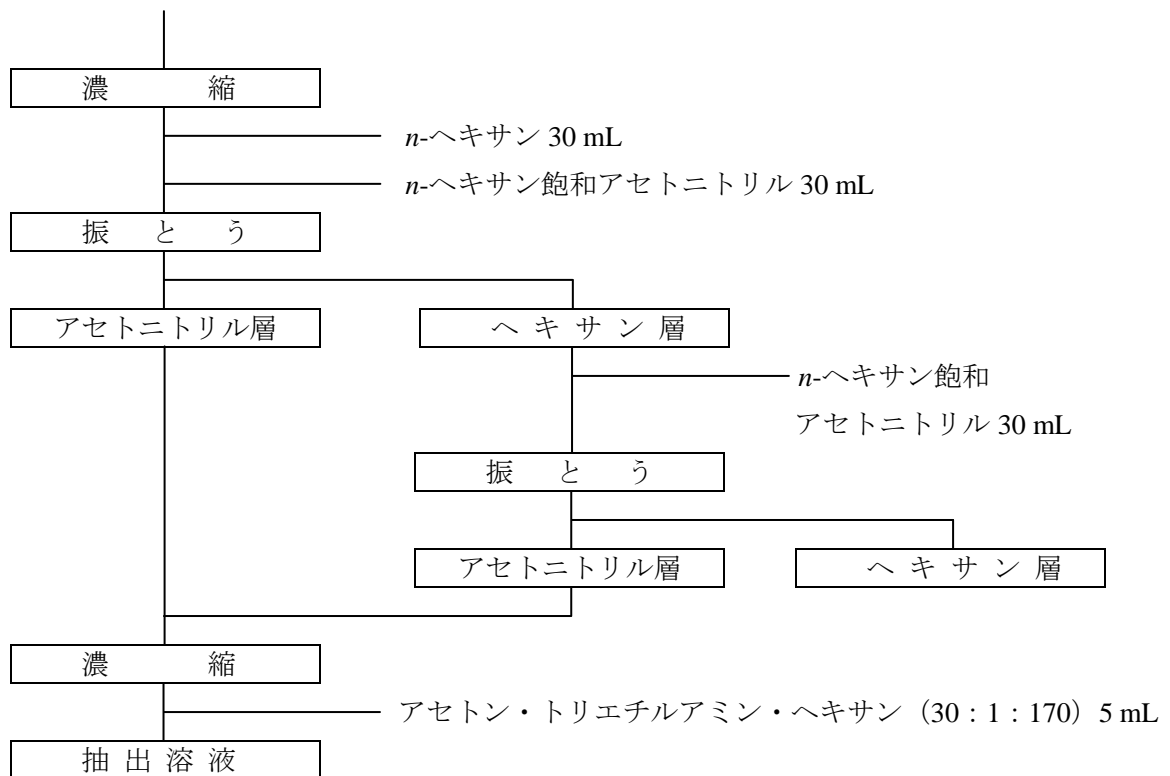 濃 縮
n-ヘキサン 30 mL
n-ヘキサン飽和アセトニトリル 30 mL
振 と う
アセトニトリル層
ヘ キ サ ン 層
n-ヘキサン飽和
アセトニトリル 30 mL
振 と う
アセトニトリル層
ヘ キ サ ン 層
濃 縮
アセトン・トリエチルアミン・ヘキサン（30：1：170）5 mL
抽 出 溶 液